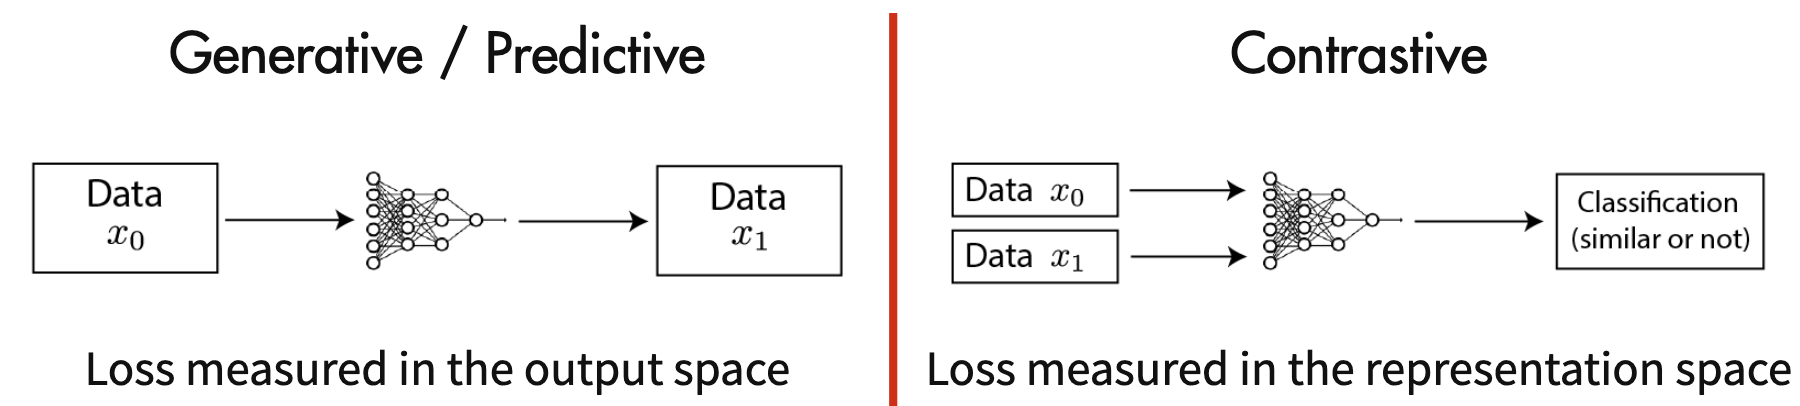 Generative / Predictive
Data
x₀
Data
x₁
Loss measured in the output space
Contrastive
Data x₀
Data x₁
Classification
(similar or not)
Loss measured in the representation space